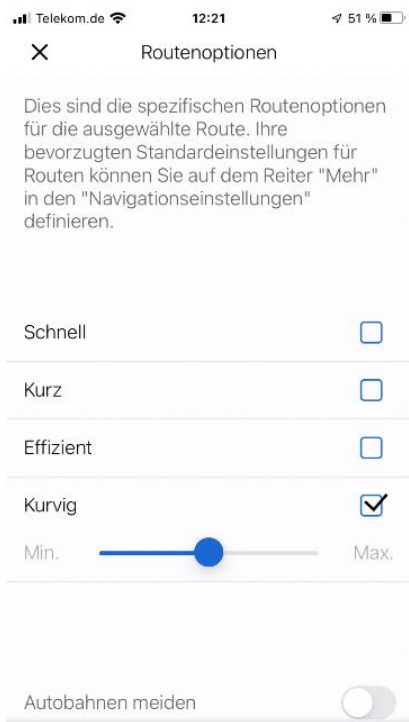 Telekom.de 12:21 51 %
Routenoptionen
Dies sind die spezifischen Routenoptionen
für die ausgewählte Route. Ihre
bevorzugten Standardeinstellungen für
Routen können Sie auf dem Reiter "Mehr"
in den "Navigationseinstellungen"
definieren.
Schnell
Kurz
Effizient
Kurvig
Min. Max.
Autobahnen meiden